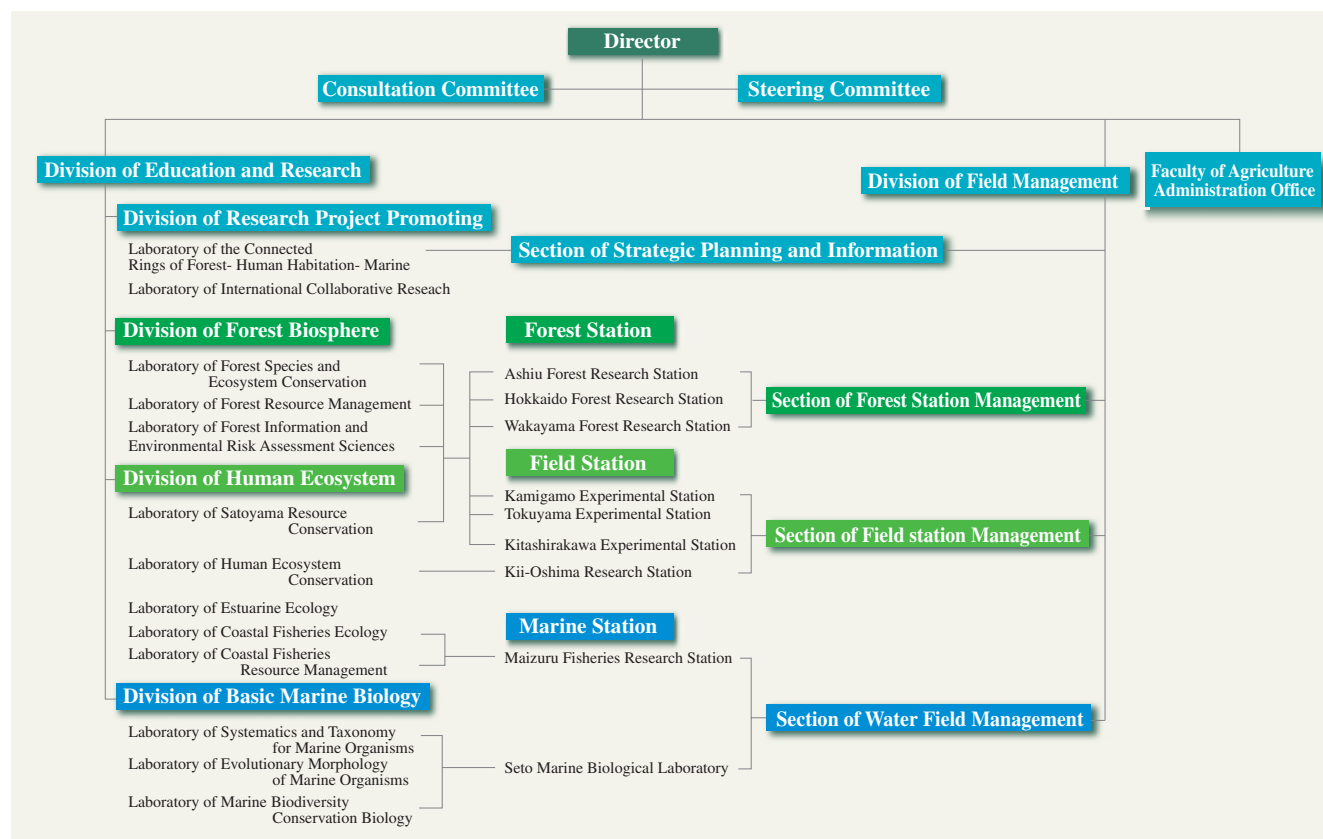 Director
Consultation Committee
Steering Committee
Division of Education and Research
Division of Field Management
Faculty of Agriculture
Administration Office
Division of Research Project Promoting
Laboratory of the Connected
Rings of Forest- Human Habitation- Marine
Section of Strategic Planning and Information
Laboratory of International Collaborative Reseach
Division of Forest Biosphere
Forest Station
Laboratory of Forest Species and
Ecosystem Conservation
Laboratory of Forest Resource Management
Laboratory of Forest Information and
Environmental Risk Assessment Sciences
Ashiu Forest Research Station
Hokkaido Forest Research Station
Wakayama Forest Research Station
Section of Forest Station Management
Division of Human Ecosystem
Field Station
Laboratory of Satoyama Resource
Conservation
Laboratory of Human Ecosystem
Conservation
Kamigamo Experimental Station
Tokuyama Experimental Station
Kitashirakawa Experimental Station
Kii-Oshima Research Station
Section of Field station Management
Laboratory of Estuarine Ecology
Laboratory of Coastal Fisheries Ecology
Laboratory of Coastal Fisheries
Resource Management
Marine Station
Maizuru Fisheries Research Station
Division of Basic Marine Biology
Section of Water Field Management
Laboratory of Systematics and Taxonomy
for Marine Organisms
Laboratory of Evolutionary Morphology
of Marine Organisms
Laboratory of Marine Biodiversity
Conservation Biology
Seto Marine Biological Laboratory